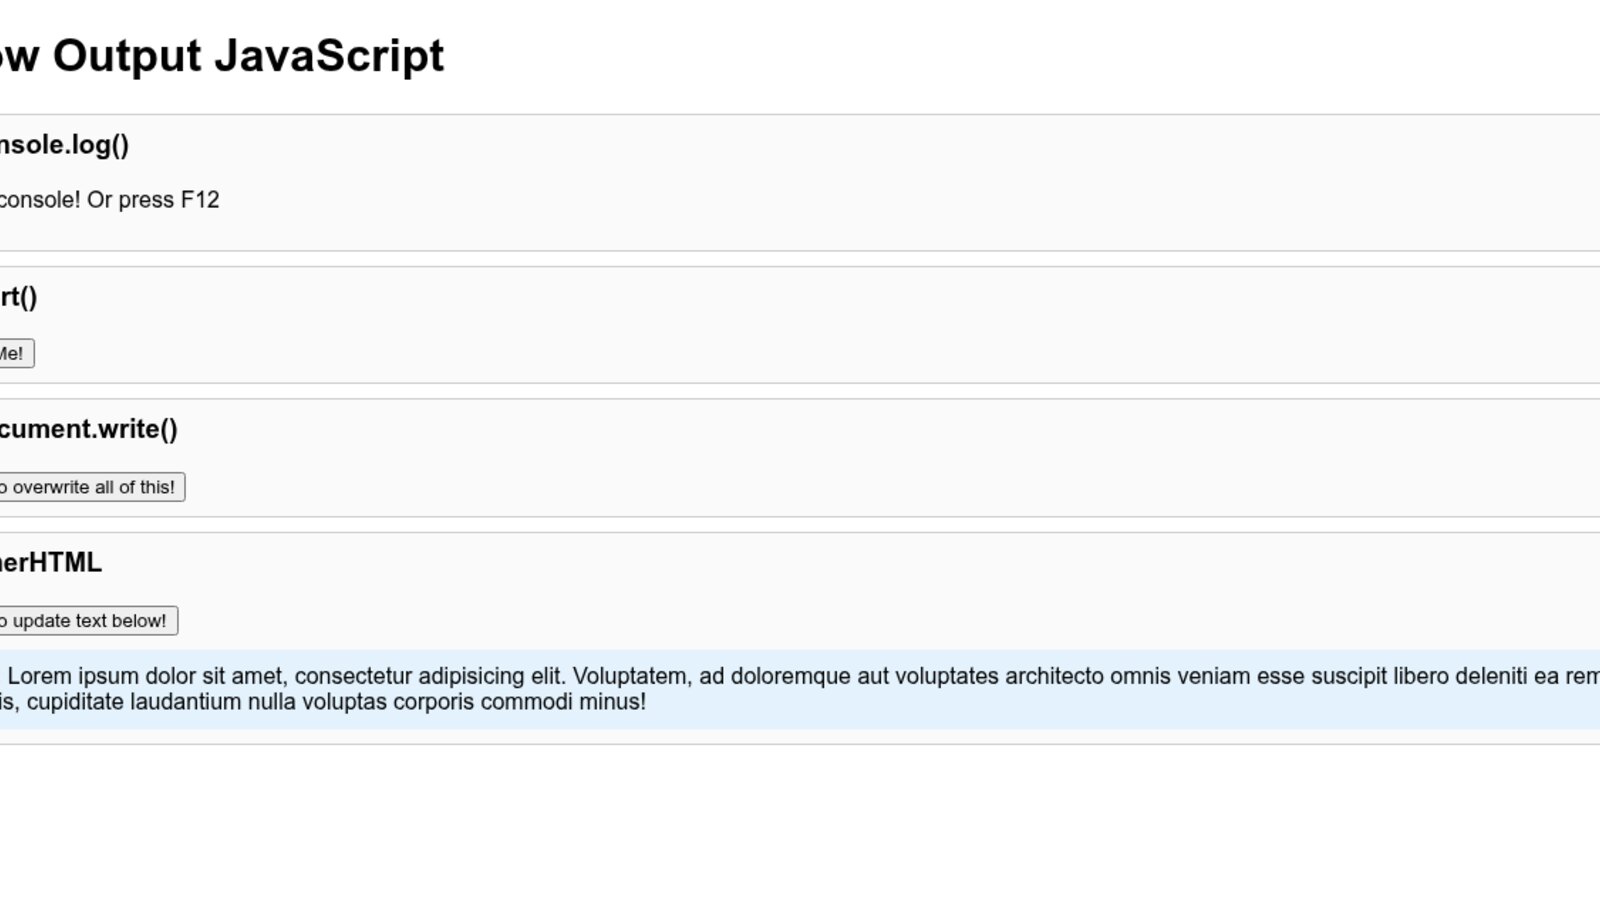 ow Output JavaScript
nsole.log()
console! Or press F12
rt()
Me!
cument.write()
o overwrite all of this!
nerHTML
o update text below!
Lorem ipsum dolor sit amet, consectetur adipisicing elit. Voluptatem, ad doloremque aut voluptates architecto omnis veniam esse suscipit libero deleniti ea rem
is, cupiditate laudantium nulla voluptas corporis commodi minus!